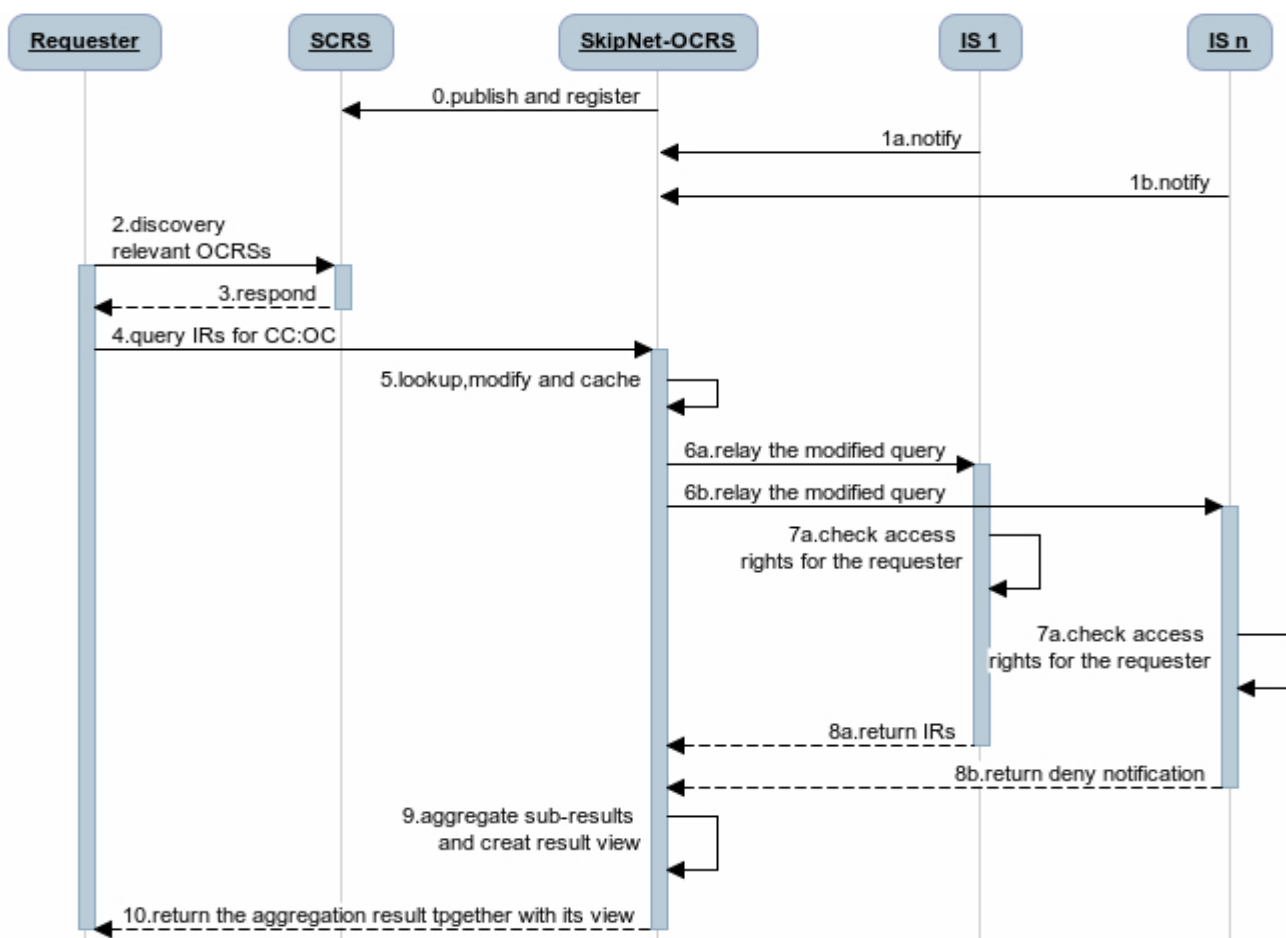 Requester
SCRS
SkipNet-OCRS
IS 1
IS n
0.publish and register
1a.notify
1b.notify
2.discovery
relevant OCRSs
3.respond
4.query IRs for CC:OC
5.lookup,modify and cache
6a.relay the modified query
6b.relay the modified query
7a.check access
rights for the requester
7a.check access
rights for the requester
8a.return IRs
8b.return deny notification
9.aggregate sub-results
and creat result view
10.return the aggregation result tpgether with its view